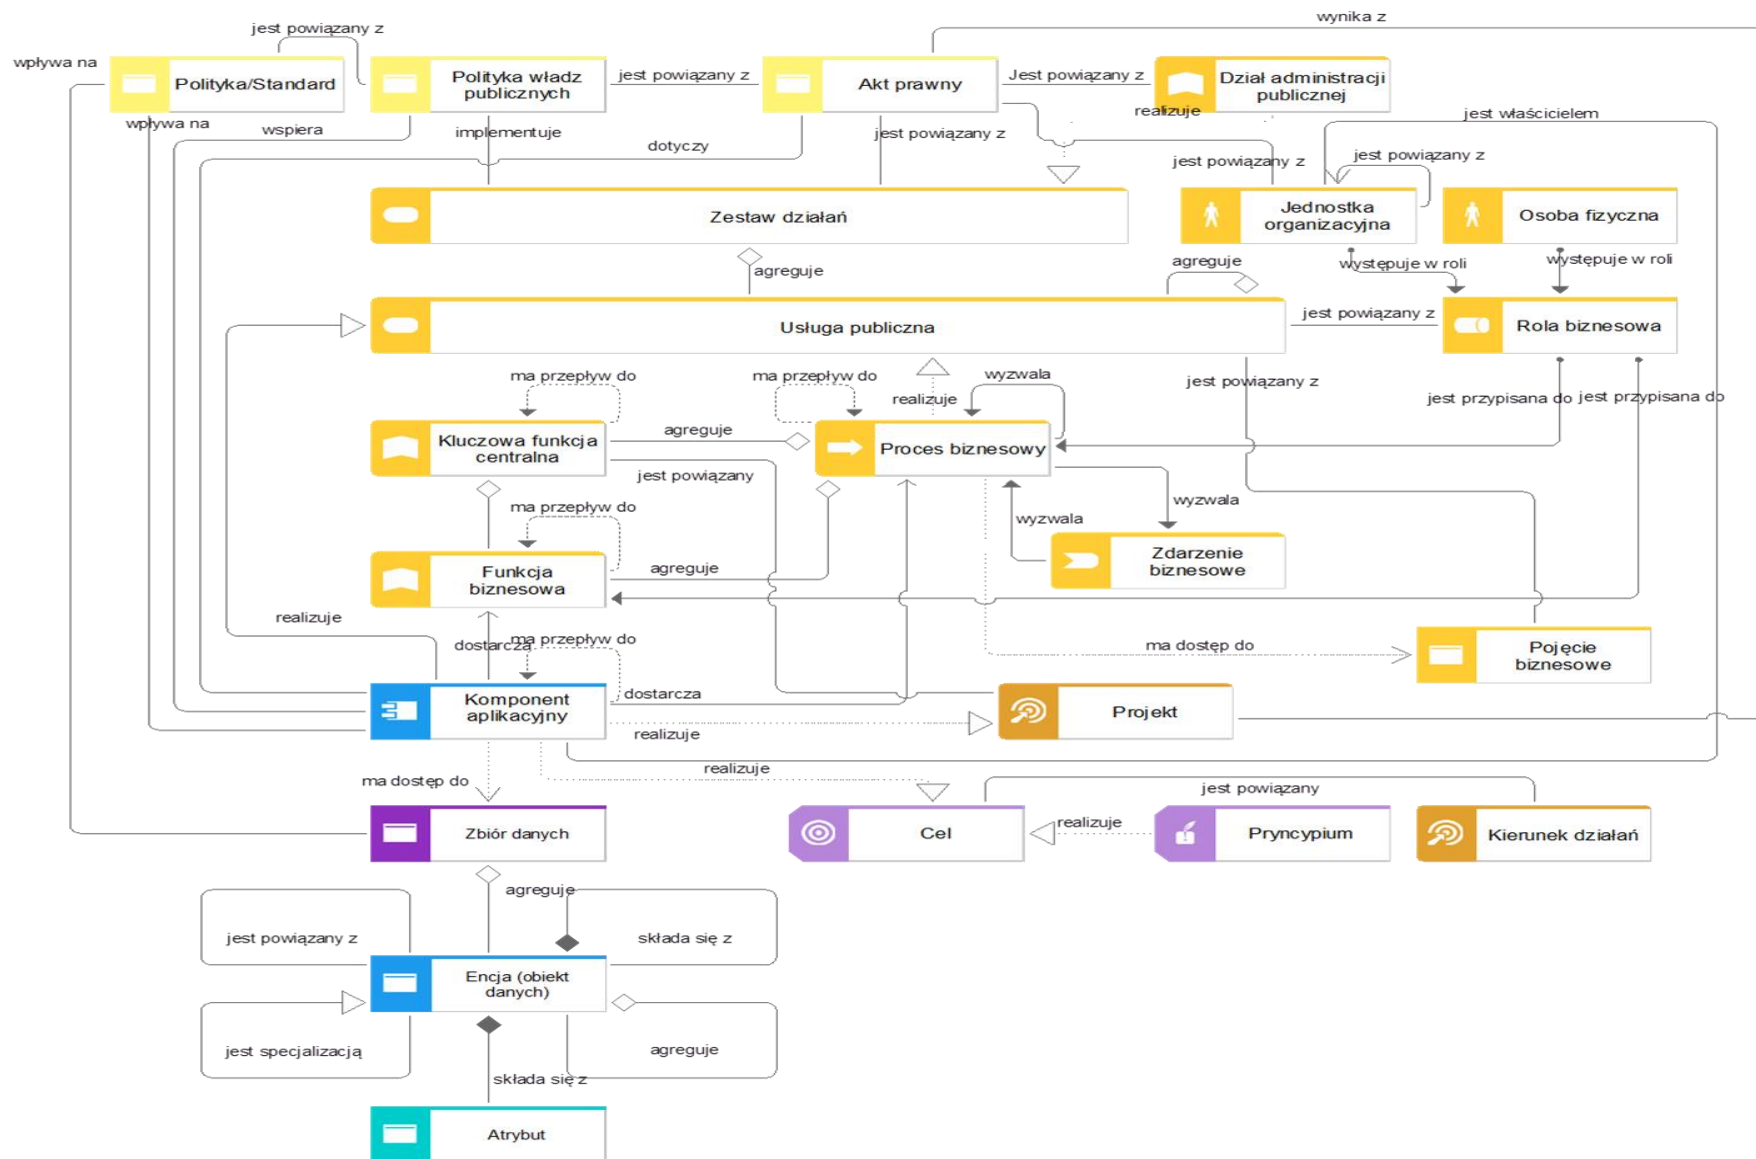 wynika z
jest powiązany z
wpływa na
Polityka/Standard
Polityka władz
publicznych
jest powiązany z
Akt prawny
Jest powiązany z
Dział administracji
publicznej
realizuje
wpływa na
wspiera
implementuje
jest powiązany z
jest właścicielem
dotyczy
jest powiązany z
jest powiązany z
Zestaw działań
Jednostka
organizacyjna
Osoba fizyczna
agreguje
agreguje
występuje w roli
występuje w roli
Usługa publiczna
jest powiązany z
Rola biznesowa
ma przepływ do
ma przepływ do
wyzwala
jest powiązany z
realizuje
jest przypisana do
jest przypisana do
Kluczowa funkcja
centralna
agreguje
Proces biznesowy
jest powiązany
wyzwala
ma przepływ do
wyzwala
Funkcja
biznesowa
agreguje
Zdarzenie
biznesowe
realizuje
dostarcza
ma przepływ do
ma dostęp do
Pojęcie
biznesowe
Komponent
aplikacyjny
dostarcza
Projekt
realizuje
realizuje
ma dostęp do
jest powiązany
Zbiór danych
Cel
realizuje
Pryncypium
Kierunek działań
agreguje
jest powiązany z
składa się z
Encja (obiekt
danych)
jest specjalizacją
agreguje
składa się z
Atrybut